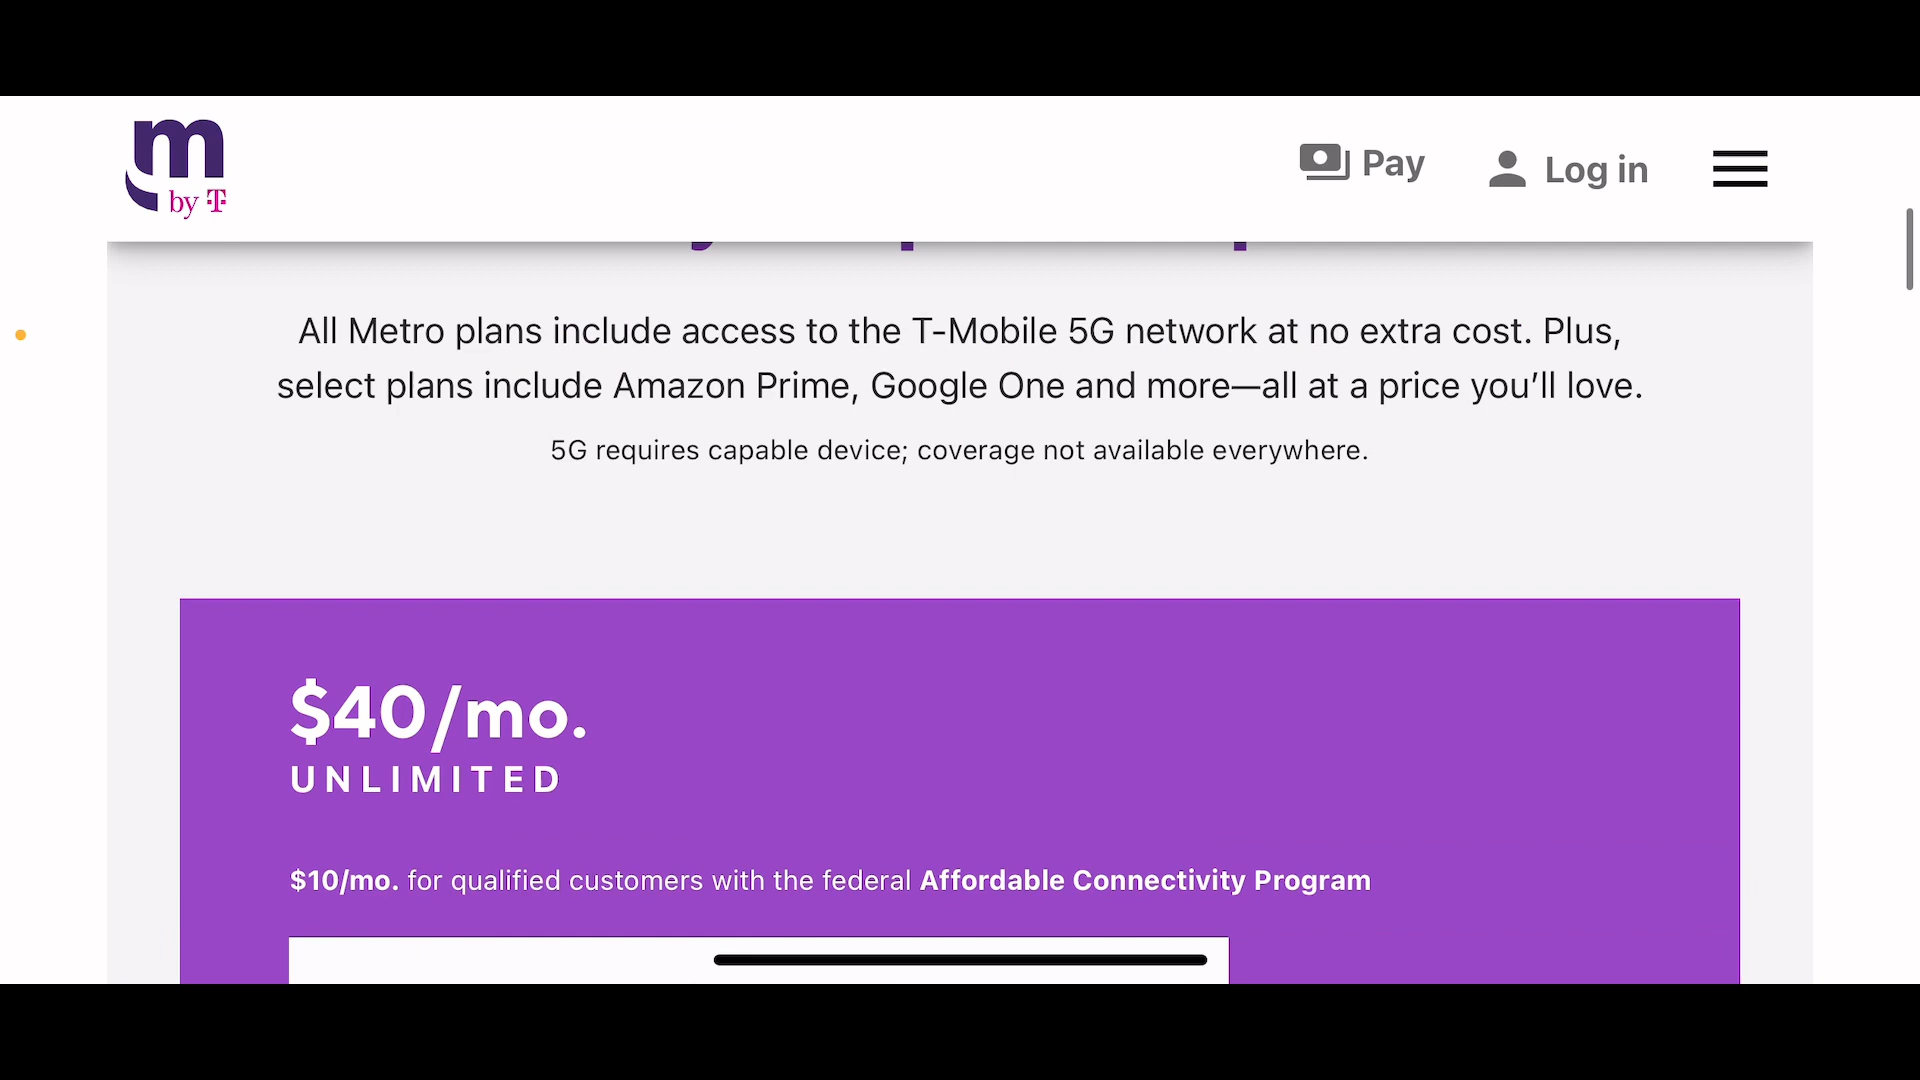 m
by T
Pay
Log in
All Metro plans include access to the T-Mobile 5G network at no extra cost. Plus,
select plans include Amazon Prime, Google One and more—all at a price you’ll love.
5G requires capable device; coverage not available everywhere.
$40/mo.
UNLIMITED
$10/mo. for qualified customers with the federal Affordable Connectivity Program